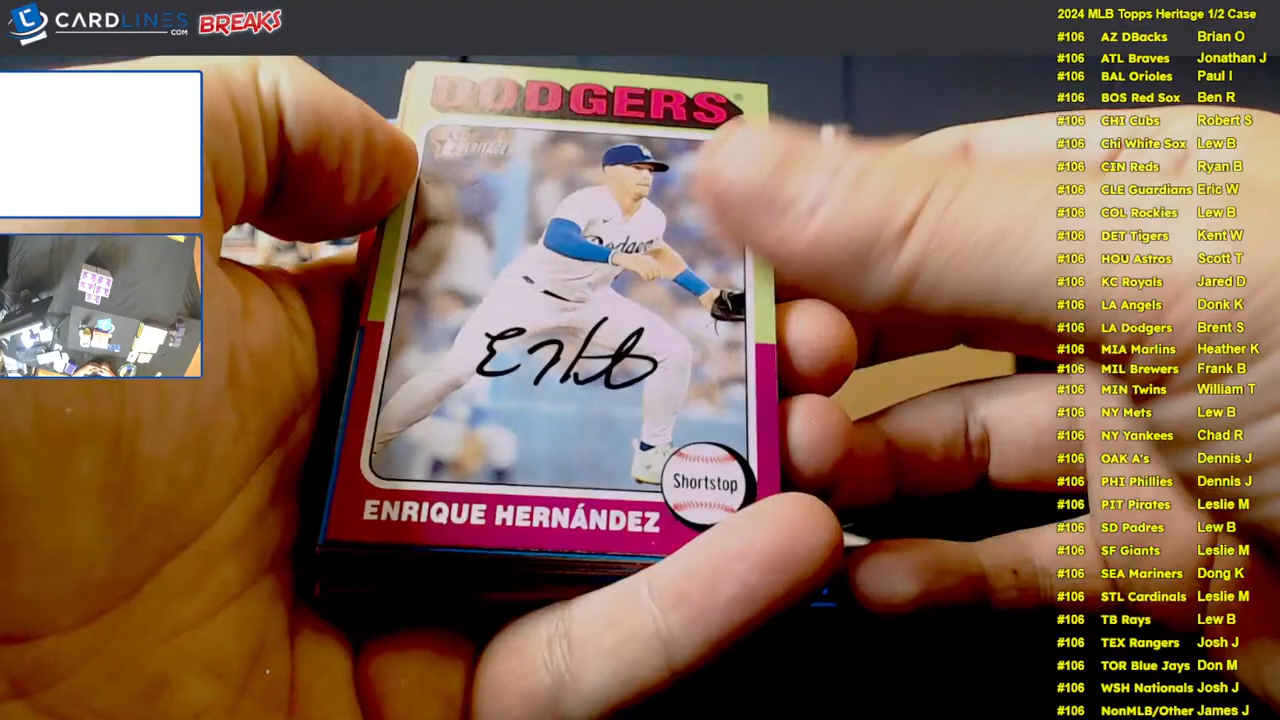 CARDLINES
.COM
BREAKS
DODGERS
HERITAGE
Dodgers
Shortstop
ENRIQUE HERNÁNDEZ
2024 MLB Topps Heritage 1/2 Case
#106 AZ DBacks Brian O
#106 ATL Braves Jonathan J
#106 BAL Orioles Paul I
#106 BOS Red Sox Ben R
#106 CHI Cubs Robert S
#106 Chi White Sox Lew B
#106 CIN Reds Ryan B
#106 CLE Guardians Eric W
#106 COL Rockies Lew B
#106 DET Tigers Kent W
#106 HOU Astros Scott T
#106 KC Royals Jared D
#106 LA Angels Donk K
#106 LA Dodgers Brent S
#106 MIA Marlins Heather K
#106 MIL Brewers Frank B
#106 MIN Twins William T
#106 NY Mets Lew B
#106 NY Yankees Chad R
#106 OAK A's Dennis J
#106 PHI Phillies Dennis J
#106 PIT Pirates Leslie M
#106 SD Padres Lew B
#106 SF Giants Leslie M
#106 SEA Mariners Dong K
#106 STL Cardinals Leslie M
#106 TB Rays Lew B
#106 TEX Rangers Josh J
#106 TOR Blue Jays Don M
#106 WSH Nationals Josh J
#106 NonMLB/Other James J